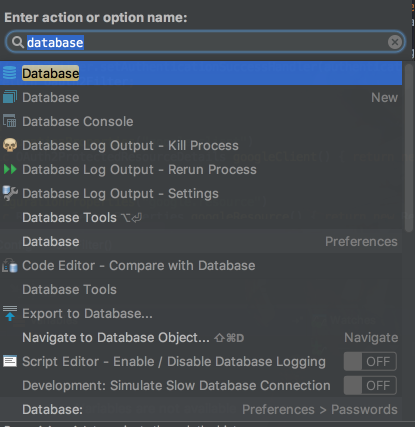 Enter action or option name:
database
Database
Database New
Database Console
Database Log Output - Kill Process
Database Log Output - Rerun Process
Database Log Output - Settings
Database Tools ⌥⏎
Database Preferences
Code Editor - Compare with Database
Database Tools
Export to Database...
Navigate to Database Object... ⇧⌘D Navigate
Script Editor - Enable / Disable Database Logging OFF
Development: Simulate Slow Database Connection OFF
Database: Preferences > Passwords